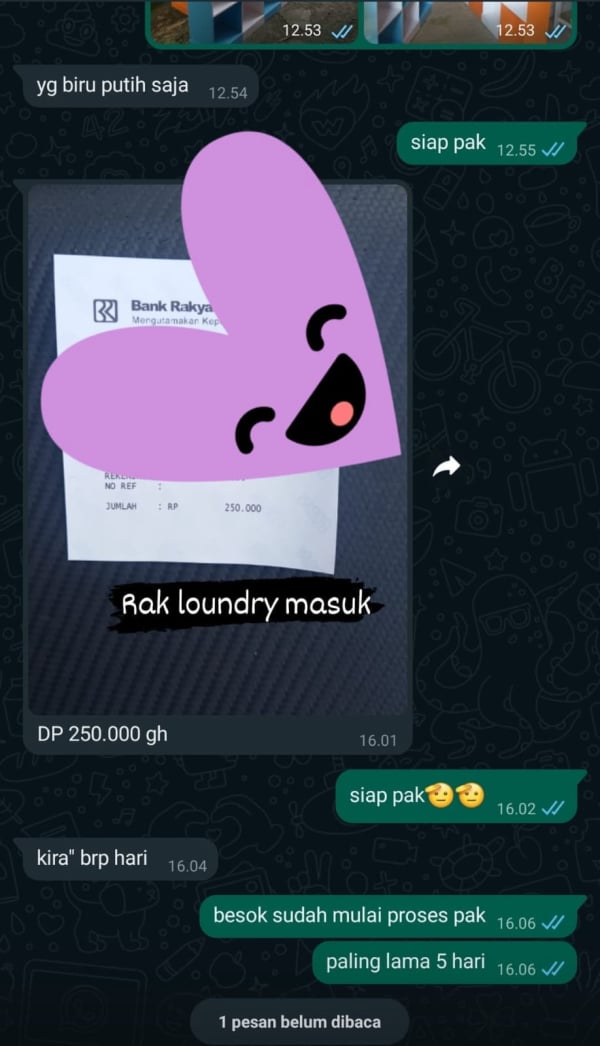 12.53
12.53
yg biru putih saja 12.54
siap pak 12.55
Bank Rakya
Mengutamakan Kep
NO REF :
JUMLAH : RP 250.000
Rak loundry masuk
DP 250.000 gh
16.01
siap pak🫡🫡 16.02
kira" brp hari 16.04
besok sudah mulai proses pak 16.06
paling lama 5 hari 16.06
1 pesan belum dibaca